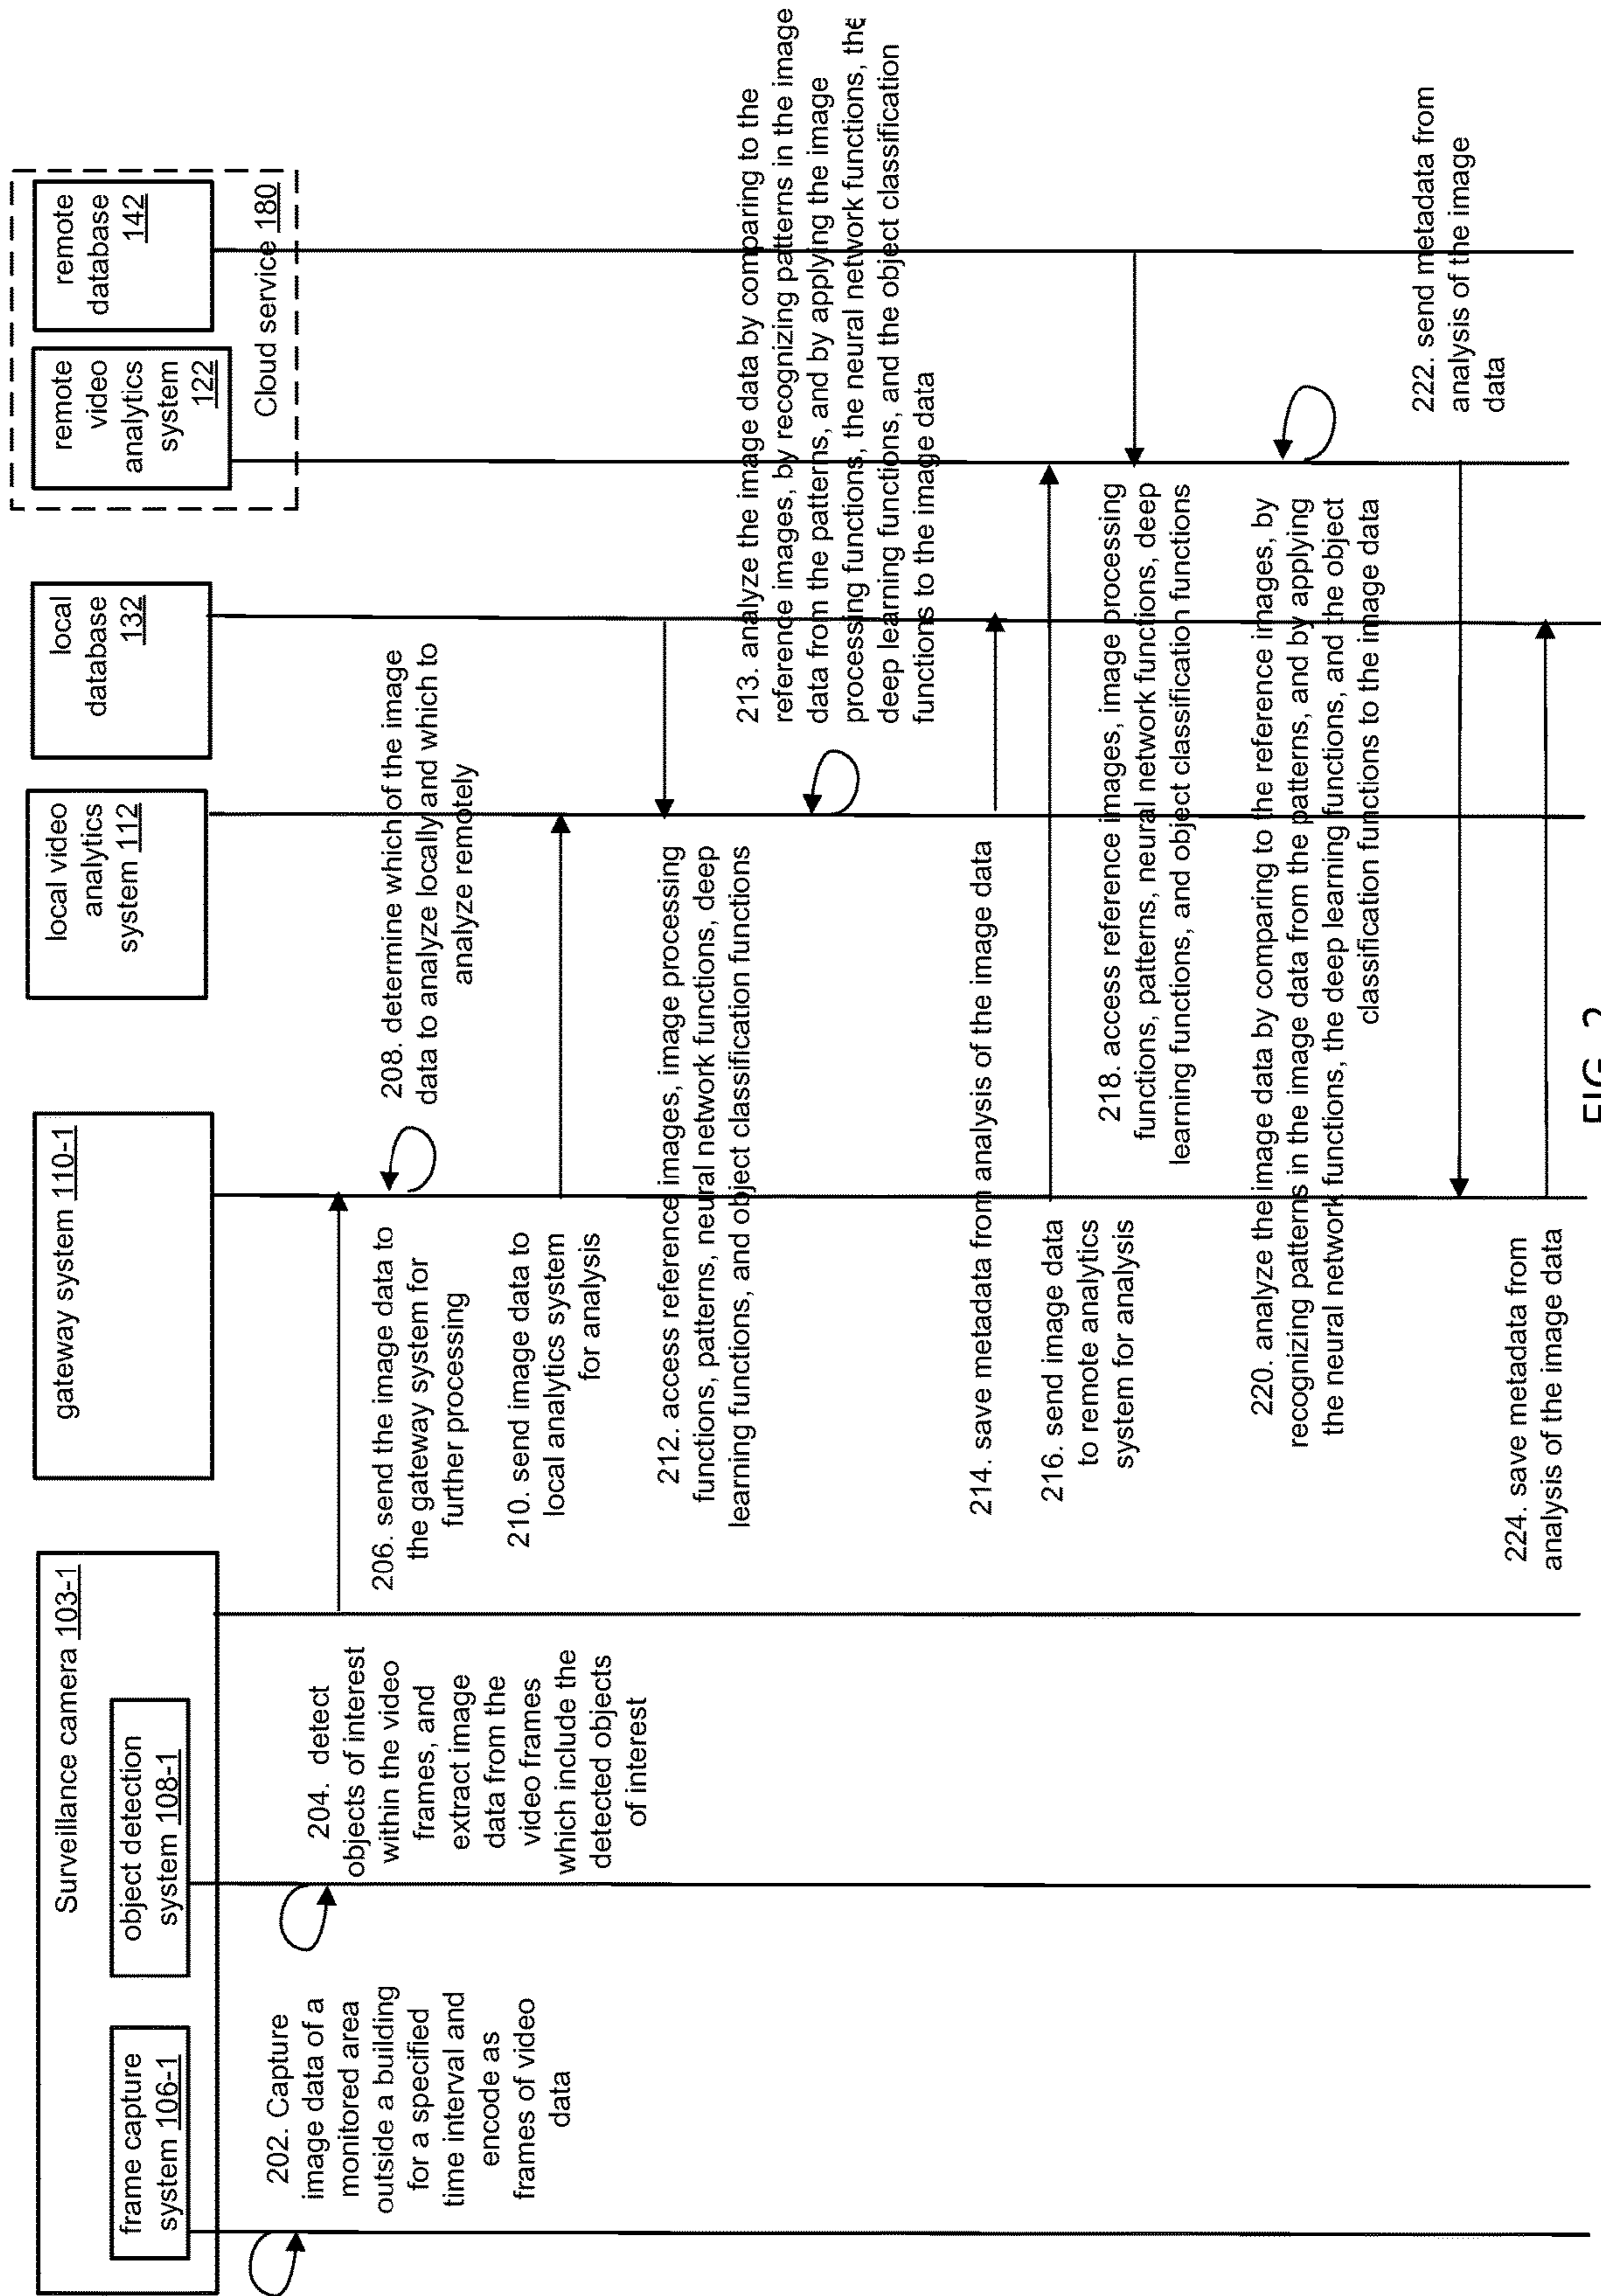 Surveillance camera 103-1
frame capture
system 106-1
object detection
system 108-1
gateway system 110-1
local video
analytics
system 112
local
database
132
remote
video
analytics
system
122
remote
database
142
Cloud service 180
202. Capture
image data of a
monitored area
outside a building
for a specified
time interval and
encode as
frames of video
data
204. detect
objects of interest
within the video
frames, and
extract image
data from the
video frames
which include the
detected objects
of interest
206. send the image data to
the gateway system for
further processing
208. determine which of the image
data to analyze locally and which to
analyze remotely
210. send image data to
local analytics system
for analysis
212. access reference images, image processing
functions, patterns, neural network functions, deep
learning functions, and object classification functions
213. analyze the image data by comparing to the
reference images, by recognizing patterns in the image
data from the patterns, and by applying the image
processing functions, the neural network functions, the
deep learning functions, and the object classification
functions to the image data
214. save metadata from analysis of the image data
216. send image data
to remote analytics
system for analysis
218. access reference images, image processing
functions, patterns, neural network functions, deep
learning functions, and object classification functions
220. analyze the image data by comparing to the reference images, by
recognizing patterns in the image data from the patterns, and by applying
the neural network functions, the deep learning functions, and the object
classification functions to the image data
222. send metadata from
analysis of the image
data
224. save metadata from
analysis of the image data
FIG. 2